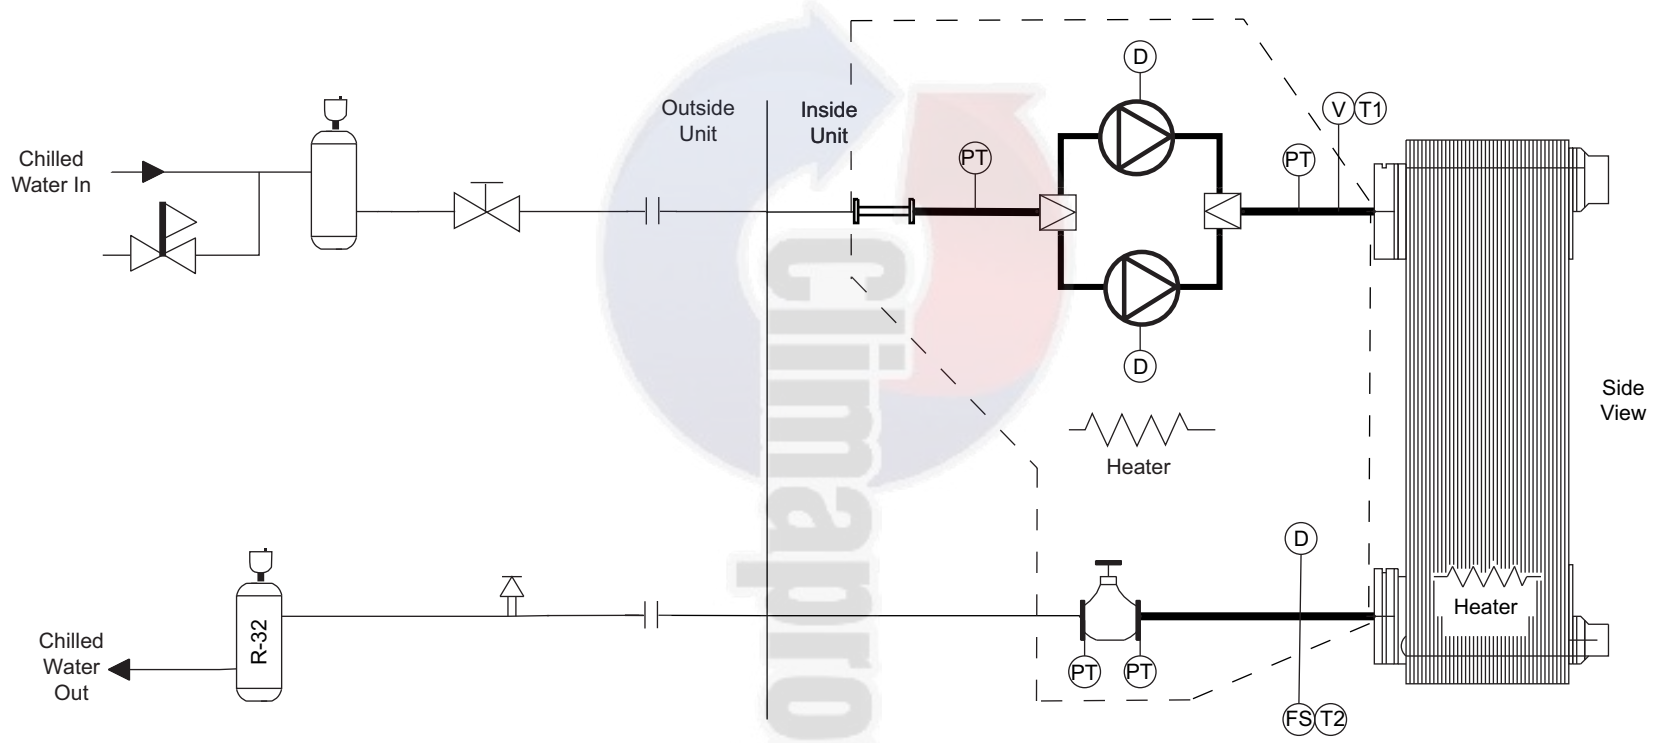 D
V T1
Outside
Unit
Inside
Unit
PT
PT
Chilled
Water In
D
Side
View
Heater
D
Heater
R-32
Chilled
Water
Out
PT
PT
FS T2
Climapro